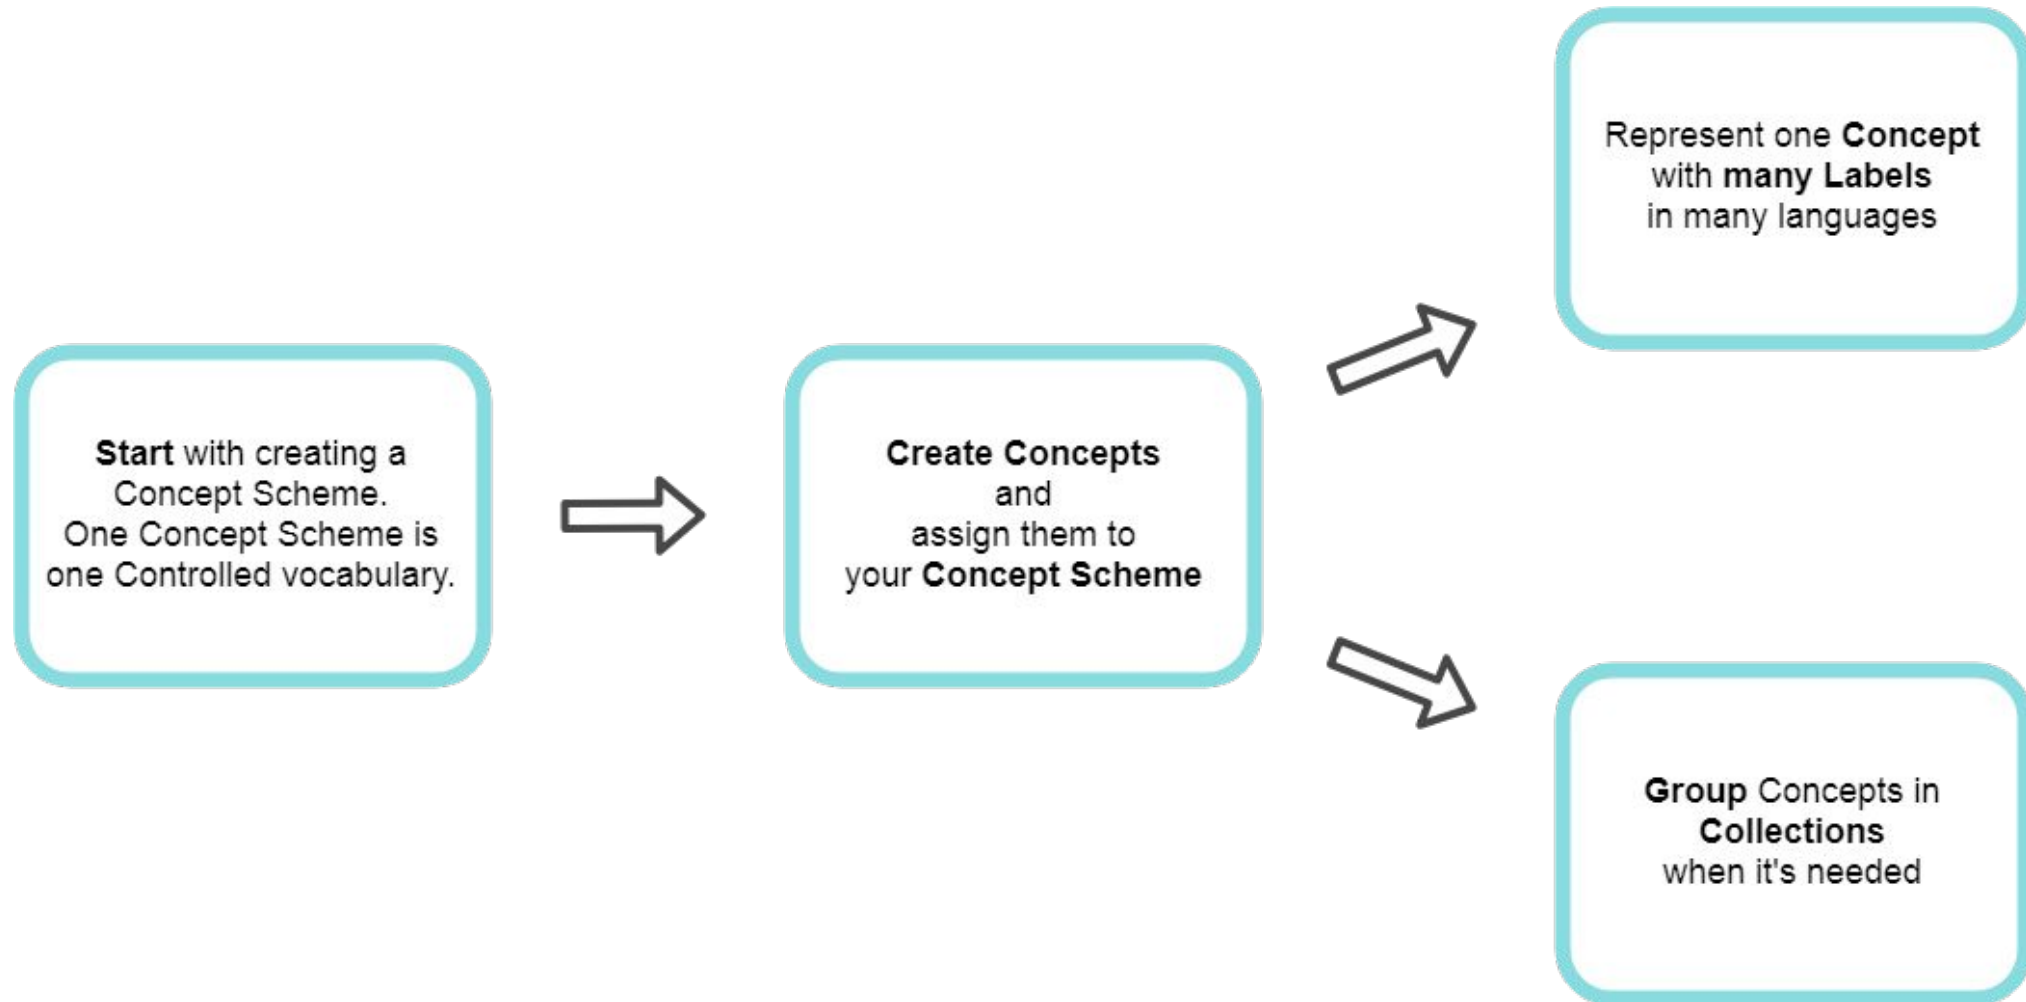 Start with creating a
Concept Scheme.
One Concept Scheme is
one Controlled vocabulary.
Create Concepts
and
assign them to
your Concept Scheme
Represent one Concept
with many Labels
in many languages
Group Concepts in
Collections
when it's needed